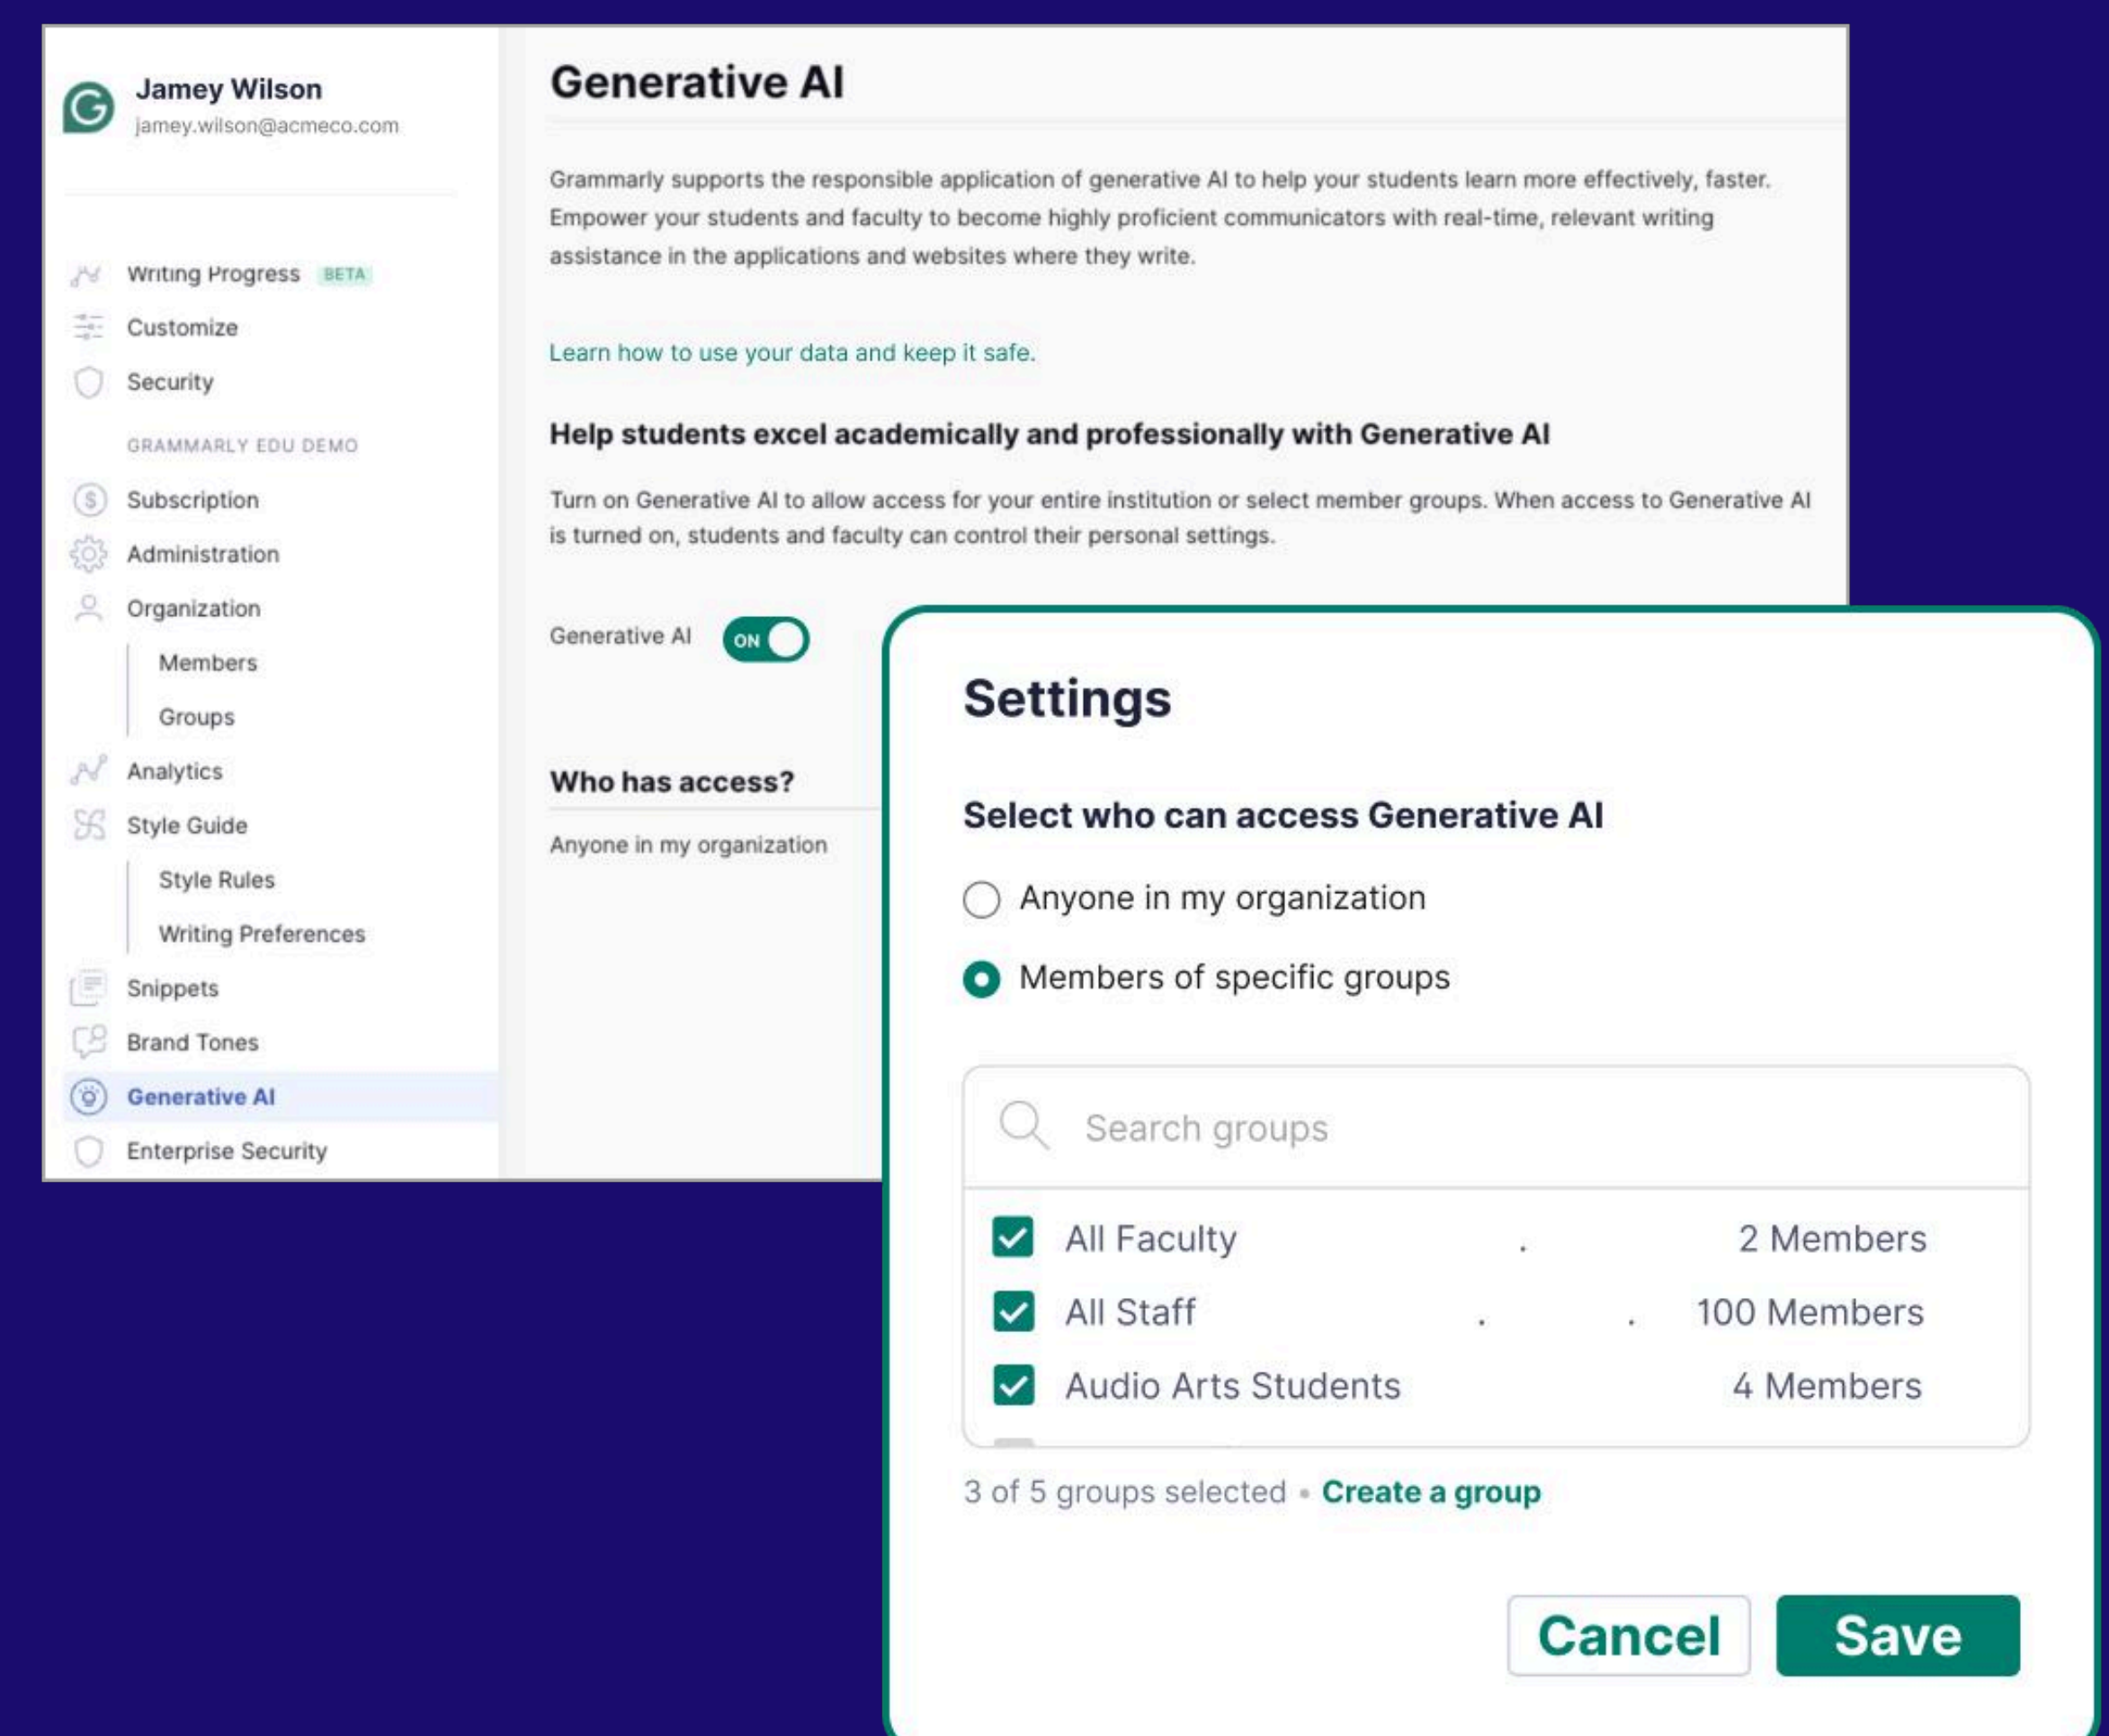 Jamey Wilson
jamey.wilson@acmeco.com
Writing Progress BETA
Customize
Security
GRAMMARLY EDU DEMO
Subscription
Administration
Organization
Members
Groups
Analytics
Style Guide
Style Rules
Writing Preferences
Snippets
Brand Tones
Generative AI
Enterprise Security
Generative AI
Grammarly supports the responsible application of generative AI to help your students learn more effectively, faster.
Empower your students and faculty to become highly proficient communicators with real-time, relevant writing
assistance in the applications and websites where they write.
Learn how to use your data and keep it safe.
Help students excel academically and professionally with Generative AI
Turn on Generative AI to allow access for your entire institution or select member groups. When access to Generative AI
is turned on, students and faculty can control their personal settings.
Generative AI ON
Who has access?
Anyone in my organization
Settings
Select who can access Generative AI
Anyone in my organization
Members of specific groups
Search groups
All Faculty . 2 Members
All Staff . . 100 Members
Audio Arts Students 4 Members
3 of 5 groups selected • Create a group
Cancel Save